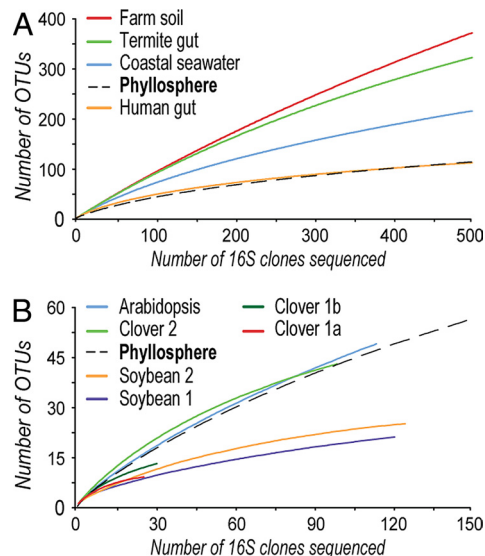 A
Number of OTUs
400
300
200
100
0
Farm soil
Termite gut
Coastal seawater
Phyllosphere
Human gut
100
200
300
400
500
Number of 16S clones sequenced
B
Number of OTUs
60
45
30
15
0
Arabidopsis
Clover 2
Phyllosphere
Soybean 2
Soybean 1
Clover 1b
Clover 1a
30
60
90
120
150
Number of 16S clones sequenced